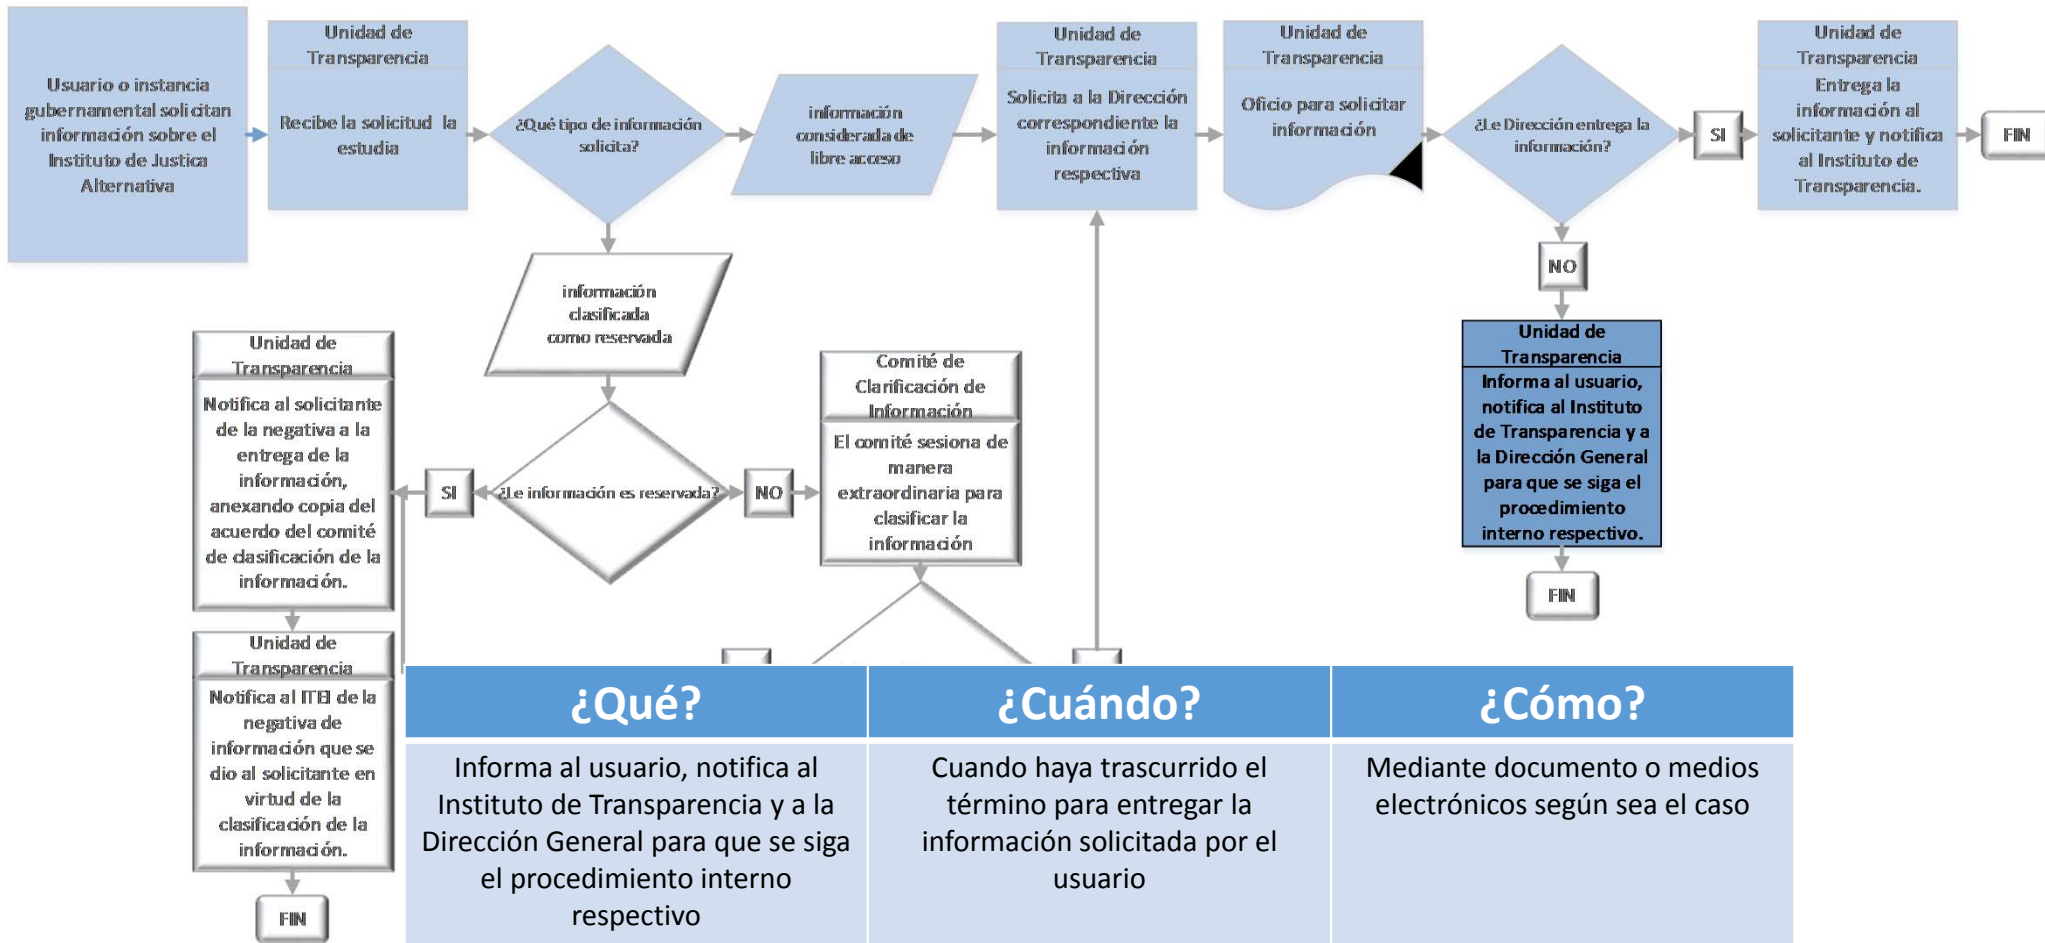 Usuario o instancia
gubernamental solicitan
información sobre el
Instituto de Justica
Alternativa
Unidad de
Transparencia
Recibe la solicitud la
estudia
¿Qué tipo de información
solicita?
información
considerada de
libre acceso
Unidad de
Transparencia
Solicita a la Dirección
correspondiente la
información
respectiva
Unidad de
Transparencia
Oficio para solicitar
información
¿Le Dirección entrega la
información?
SI
Unidad de
Transparencia
Entrega la
información al
solicitante y notifica
al Instituto de
Transparencia.
FIN
NO
Unidad de
Transparencia
Informa al usuario,
notifica al Instituto
de Transparencia y a
la Dirección General
para que se siga el
procedimiento
interno respectivo.
FIN
información
clasificada
como reservada
¿Le información es reservada?
SI
NO
Comité de
Clarificación de
Información
El comité sesiona de
manera
extraordinaria para
clasificar la
información
Unidad de
Transparencia
Notifica al solicitante
de la negativa a la
entrega de la
información,
anexando copia del
acuerdo del comité
de clasificación de la
información.
Unidad de
Transparencia
Notifica al ITEI de la
negativa de
información que se
dio al solicitante en
virtud de la
clasificación de la
información.
FIN
¿Qué?
¿Cuándo?
¿Cómo?
Informa al usuario, notifica al
Instituto de Transparencia y a la
Dirección General para que se siga
el procedimiento interno
respectivo
Cuando haya trascurrido el
término para entregar la
información solicitada por el
usuario
Mediante documento o medios
electrónicos según sea el caso